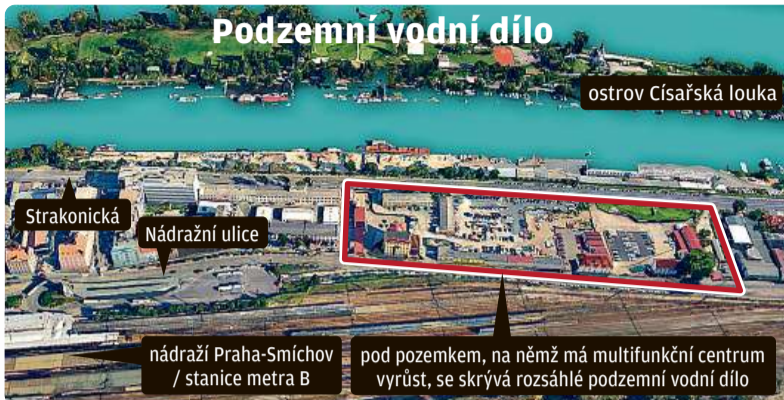 Podzemní vodní dílo
ostrov Císařská louka
Strakonická
Nádražní ulice
nádraží Praha-Smíchov
/ stanice metra B
pod pozemkem, na němž má multifunkční centrum
vyrůst, se skrývá rozsáhlé podzemní vodní dílo